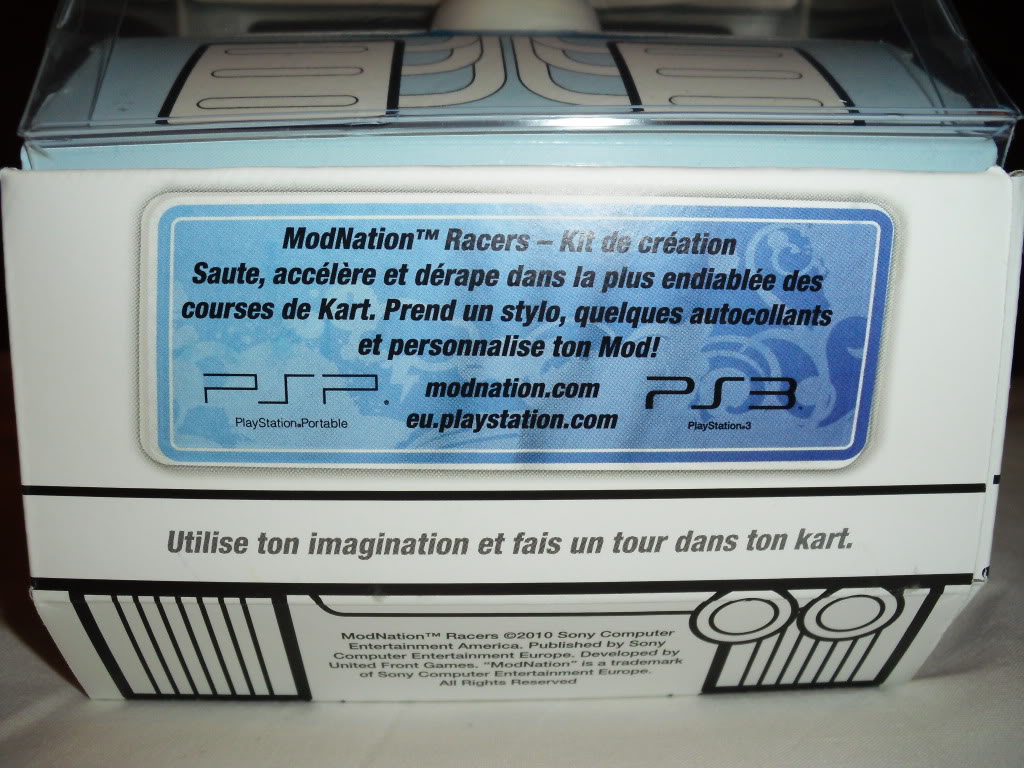 ModNation™ Racers – Kit de création
Saute, accélère et dérape dans la plus endiablée des
courses de Kart. Prend un stylo, quelques autocollants
et personnalise ton Mod!
PSP®
PlayStation®Portable
modnation.com
eu.playstation.com
PS3™
PlayStation®3
Utilise ton imagination et fais un tour dans ton kart.
ModNation™ Racers ©2010 Sony Computer
Entertainment America. Published by Sony
Computer Entertainment Europe. Developed by
United Front Games. “ModNation” is a trademark
of Sony Computer Entertainment Europe.
All Rights Reserved